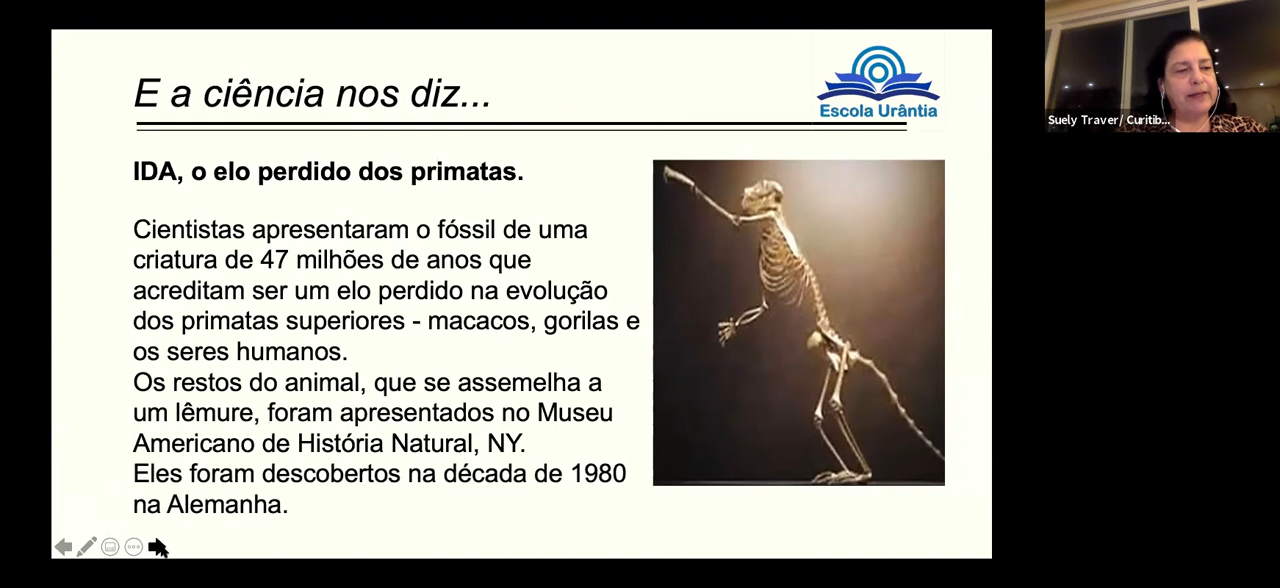 E a ciência nos diz...
Escola Urântia
IDA, o elo perdido dos primatas.
Cientistas apresentaram o fóssil de uma
criatura de 47 milhões de anos que
acreditam ser um elo perdido na evolução
dos primatas superiores - macacos, gorilas e
os seres humanos.
Os restos do animal, que se assemelha a
um lêmure, foram apresentados no Museu
Americano de História Natural, NY.
Eles foram descobertos na década de 1980
na Alemanha.
Suely Traver/ Curitib...